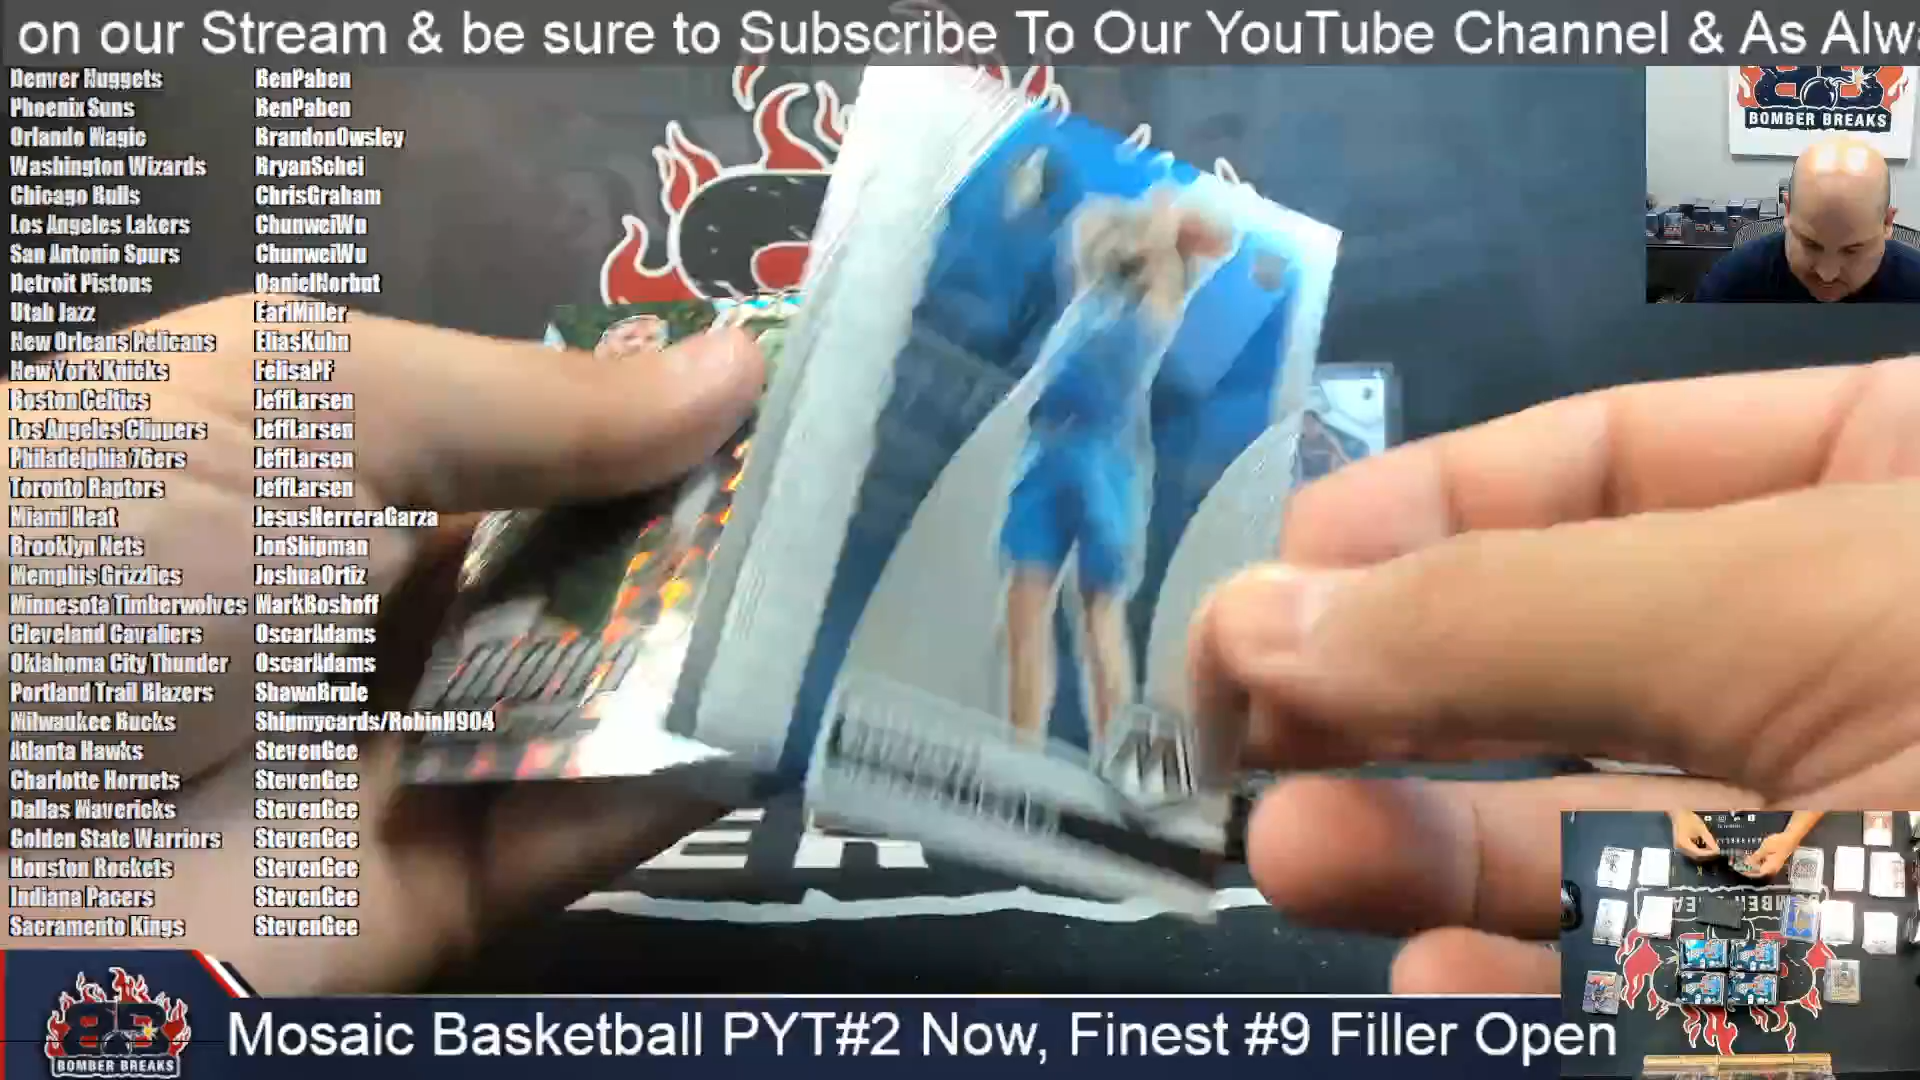 on our Stream & be sure to Subscribe To Our YouTube Channel & As Alw
BOMBER BREAKS
Denver Nuggets BenPaben
Phoenix Suns BenPaben
Orlando Magic BrandonOwsley
Washington Wizards BryanSchei
Chicago Bulls ChrisGraham
Los Angeles Lakers ChunweiWu
San Antonio Spurs ChunweiWu
Detroit Pistons DanielNorbut
Utah Jazz EarlMiller
New Orleans Pelicans EliasKuhn
New York Knicks FelisaPF
Boston Celtics JeffLarsen
Los Angeles Clippers JeffLarsen
Philadelphia 76ers JeffLarsen
Toronto Raptors JeffLarsen
Miami Heat JesusHerreraGarza
Brooklyn Nets JonShipman
Memphis Grizzlies JoshuaOrtiz
Minnesota Timberwolves MarkBoshoff
Cleveland Cavaliers OscarAdams
Oklahoma City Thunder OscarAdams
Portland Trail Blazers ShawnBrule
Milwaukee Bucks Shipmycards/RobinH904
Atlanta Hawks StevenGee
Charlotte Hornets StevenGee
Dallas Mavericks StevenGee
Golden State Warriors StevenGee
Houston Rockets StevenGee
Indiana Pacers StevenGee
Sacramento Kings StevenGee
BOMBER BREAKS
Mosaic Basketball PYT#2 Now, Finest #9 Filler Open